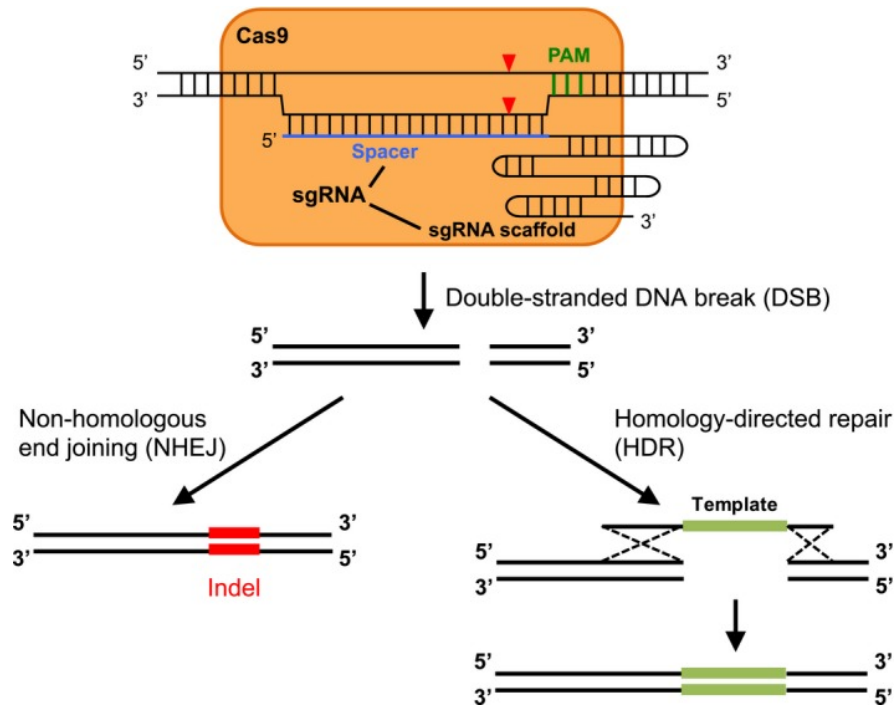 Cas9
PAM
5’ 3’
3’ 5’
5’
Spacer
sgRNA
sgRNA scaffold
3’
Double-stranded DNA break (DSB)
5’ 3’
3’ 5’
Non-homologous
end joining (NHEJ)
Homology-directed repair
(HDR)
Template
5’ 3’
3’ 5’
Indel
5’ 3’
3’ 5’
5’ 3’
3’ 5’